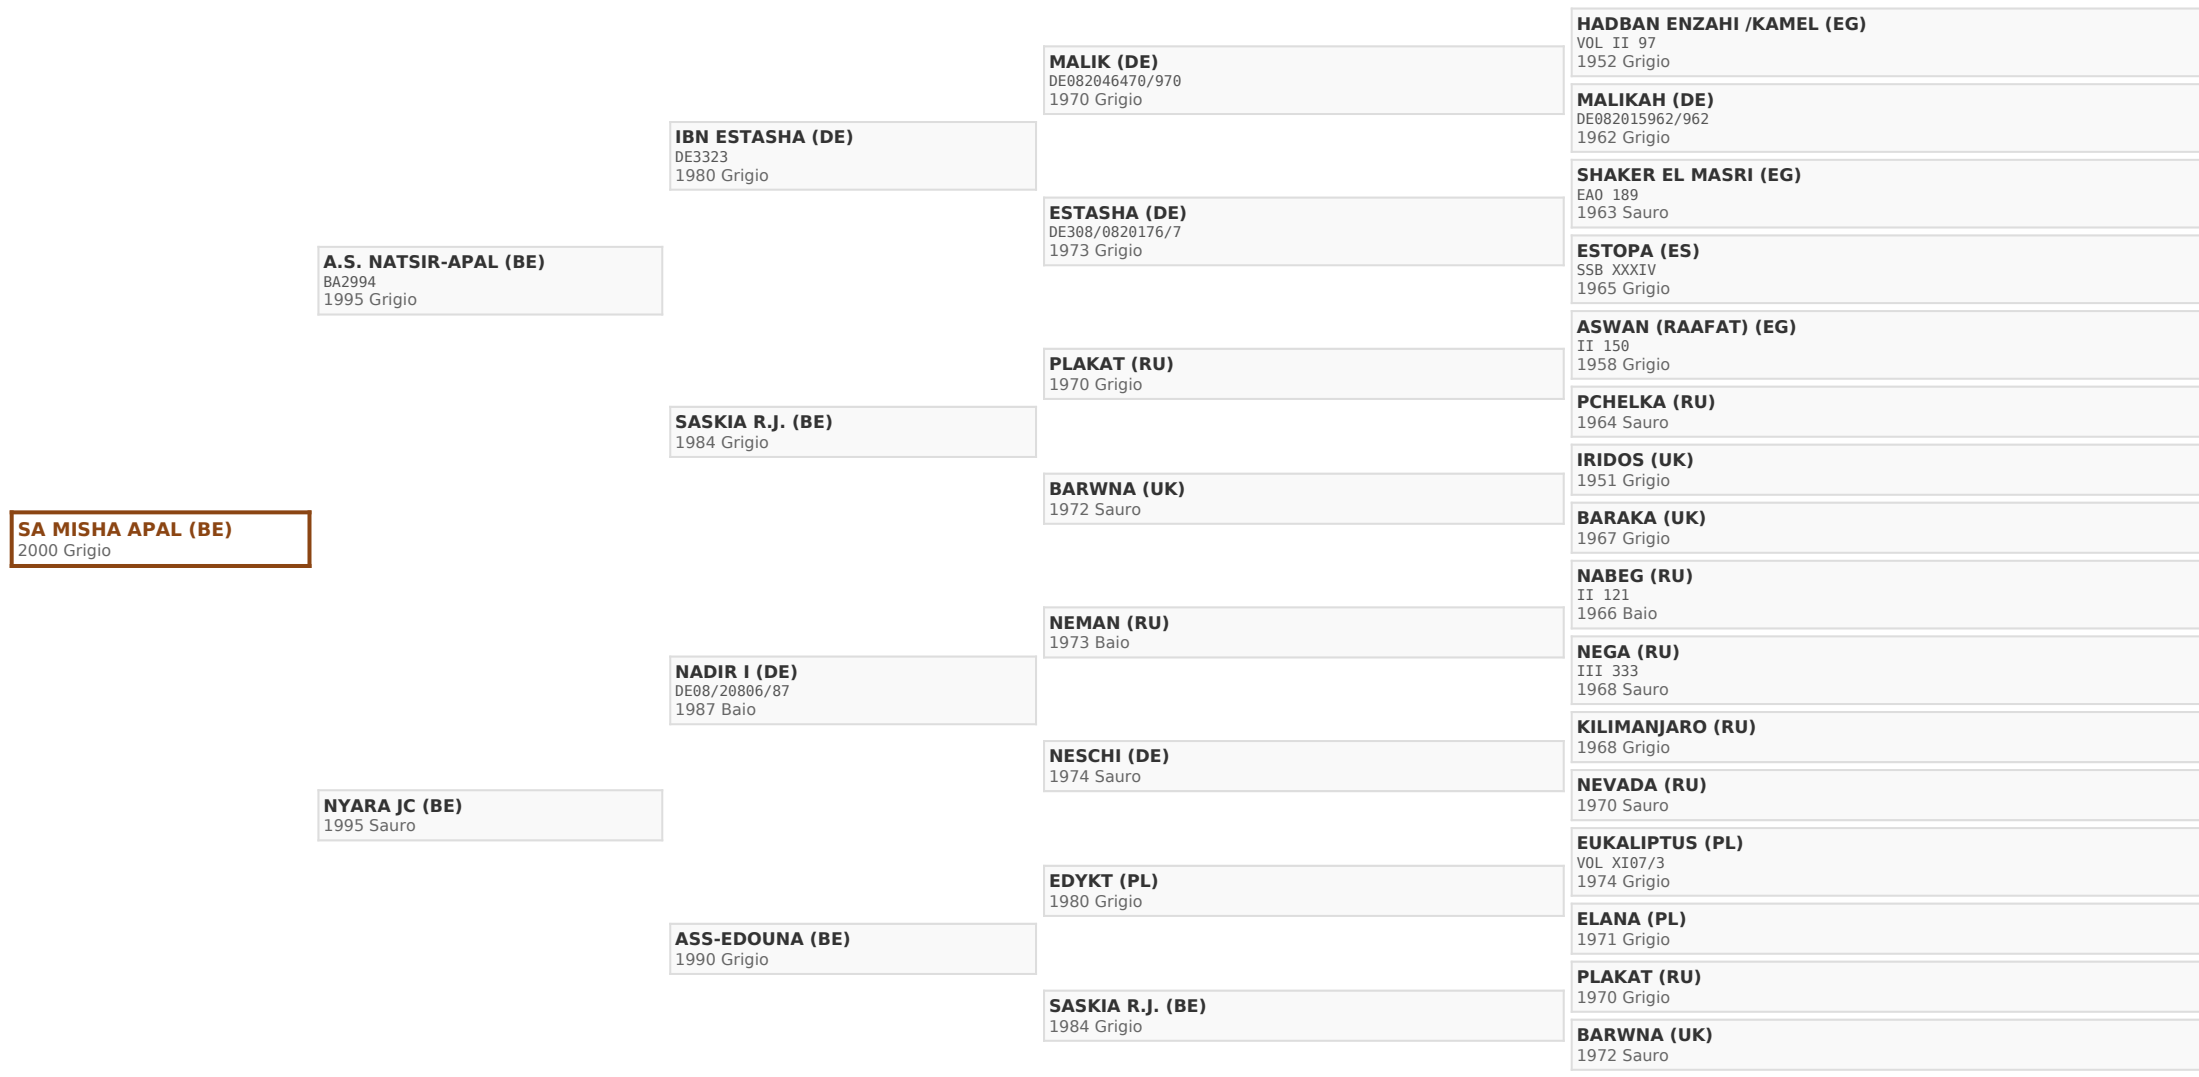 SA MISHA APAL (BE)
2000 Grigio
A.S. NATSIR-APAL (BE)
BA2994
1995 Grigio
NYARA JC (BE)
1995 Sauro
IBN ESTASHA (DE)
DE3323
1980 Grigio
SASKIA R.J. (BE)
1984 Grigio
NADIR I (DE)
DE08/20806/87
1987 Baio
ASS-EDOUNA (BE)
1990 Grigio
MALIK (DE)
DE082046470/970
1970 Grigio
ESTASHA (DE)
DE308/0820176/7
1973 Grigio
PLAKAT (RU)
1970 Grigio
BARWNA (UK)
1972 Sauro
NEMAN (RU)
1973 Baio
NESCHI (DE)
1974 Sauro
EDYKT (PL)
1980 Grigio
SASKIA R.J. (BE)
1984 Grigio
HADBAN ENZAHI /KAMEL (EG)
VOL II 97
1952 Grigio
MALIKAH (DE)
DE082015962/962
1962 Grigio
SHAKER EL MASRI (EG)
EAO 189
1963 Sauro
ESTOPA (ES)
SSB XXXIV
1965 Grigio
ASWAN (RAAFAT) (EG)
II 150
1958 Grigio
PCHELKA (RU)
1964 Sauro
IRIDOS (UK)
1951 Grigio
BARAKA (UK)
1967 Grigio
NABEG (RU)
II 121
1966 Baio
NEGA (RU)
III 333
1968 Sauro
KILIMANJARO (RU)
1968 Grigio
NEVADA (RU)
1970 Sauro
EUKALIPTUS (PL)
VOL XI07/3
1974 Grigio
ELANA (PL)
1971 Grigio
PLAKAT (RU)
1970 Grigio
BARWNA (UK)
1972 Sauro